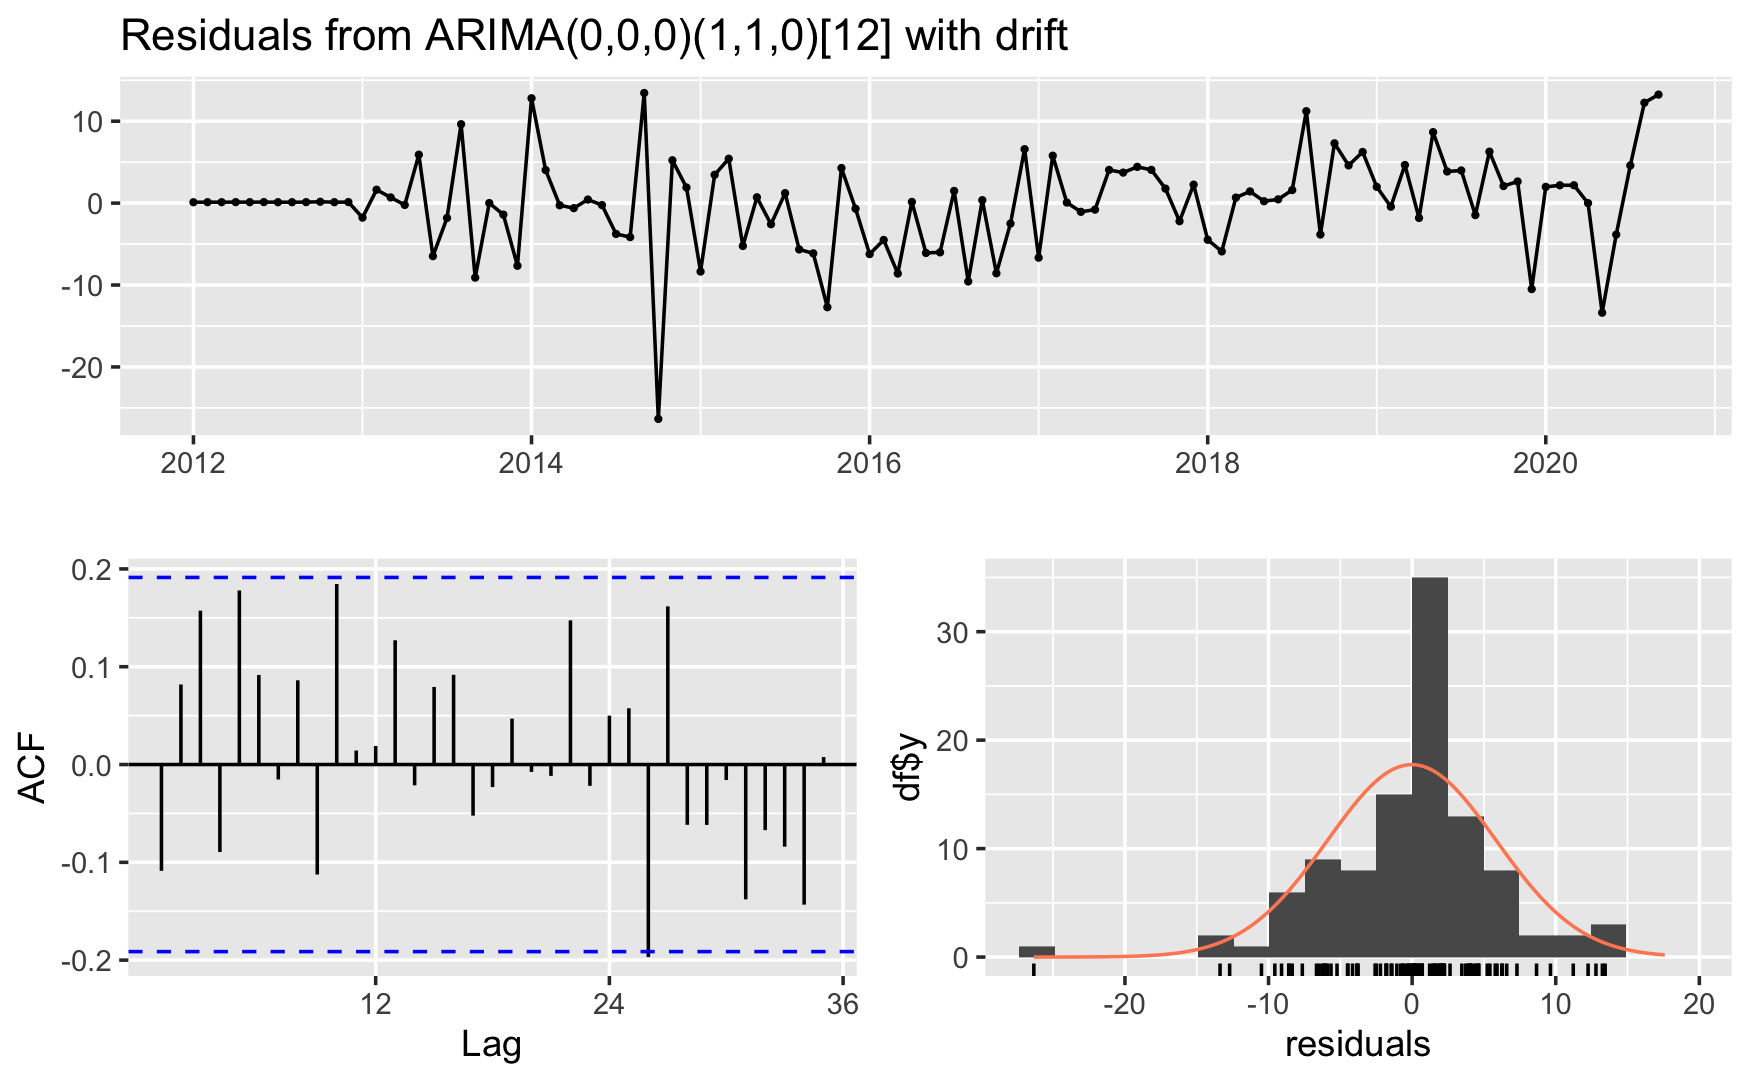 Residuals from ARIMA(0,0,0)(1,1,0)[12] with drift
10
0
-10
-20
2012 2014 2016 2018 2020
0.2
0.1
0.0
-0.1
-0.2
ACF
12 24 36
Lag
30
20
10
0
df$y
-20 -10 0 10 20
residuals